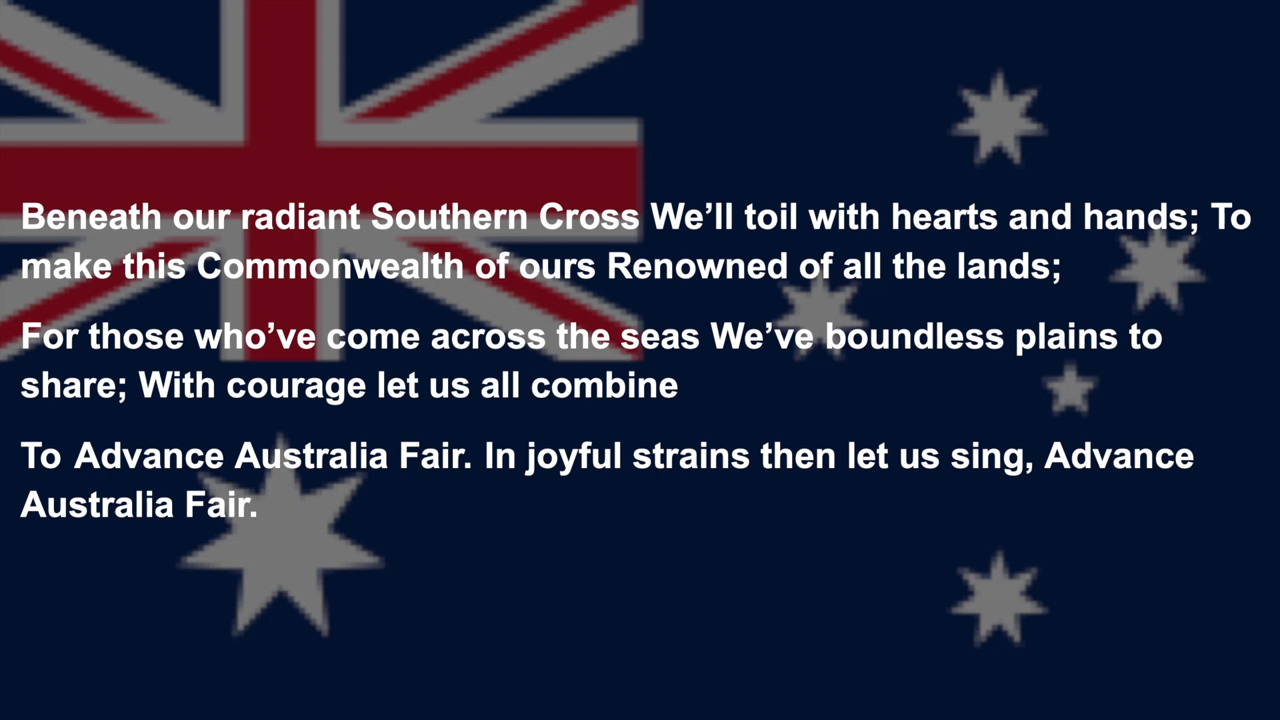 Beneath our radiant Southern Cross We’ll toil with hearts and hands; To
make this Commonwealth of ours Renowned of all the lands;
For those who’ve come across the seas We’ve boundless plains to
share; With courage let us all combine
To Advance Australia Fair. In joyful strains then let us sing, Advance
Australia Fair.